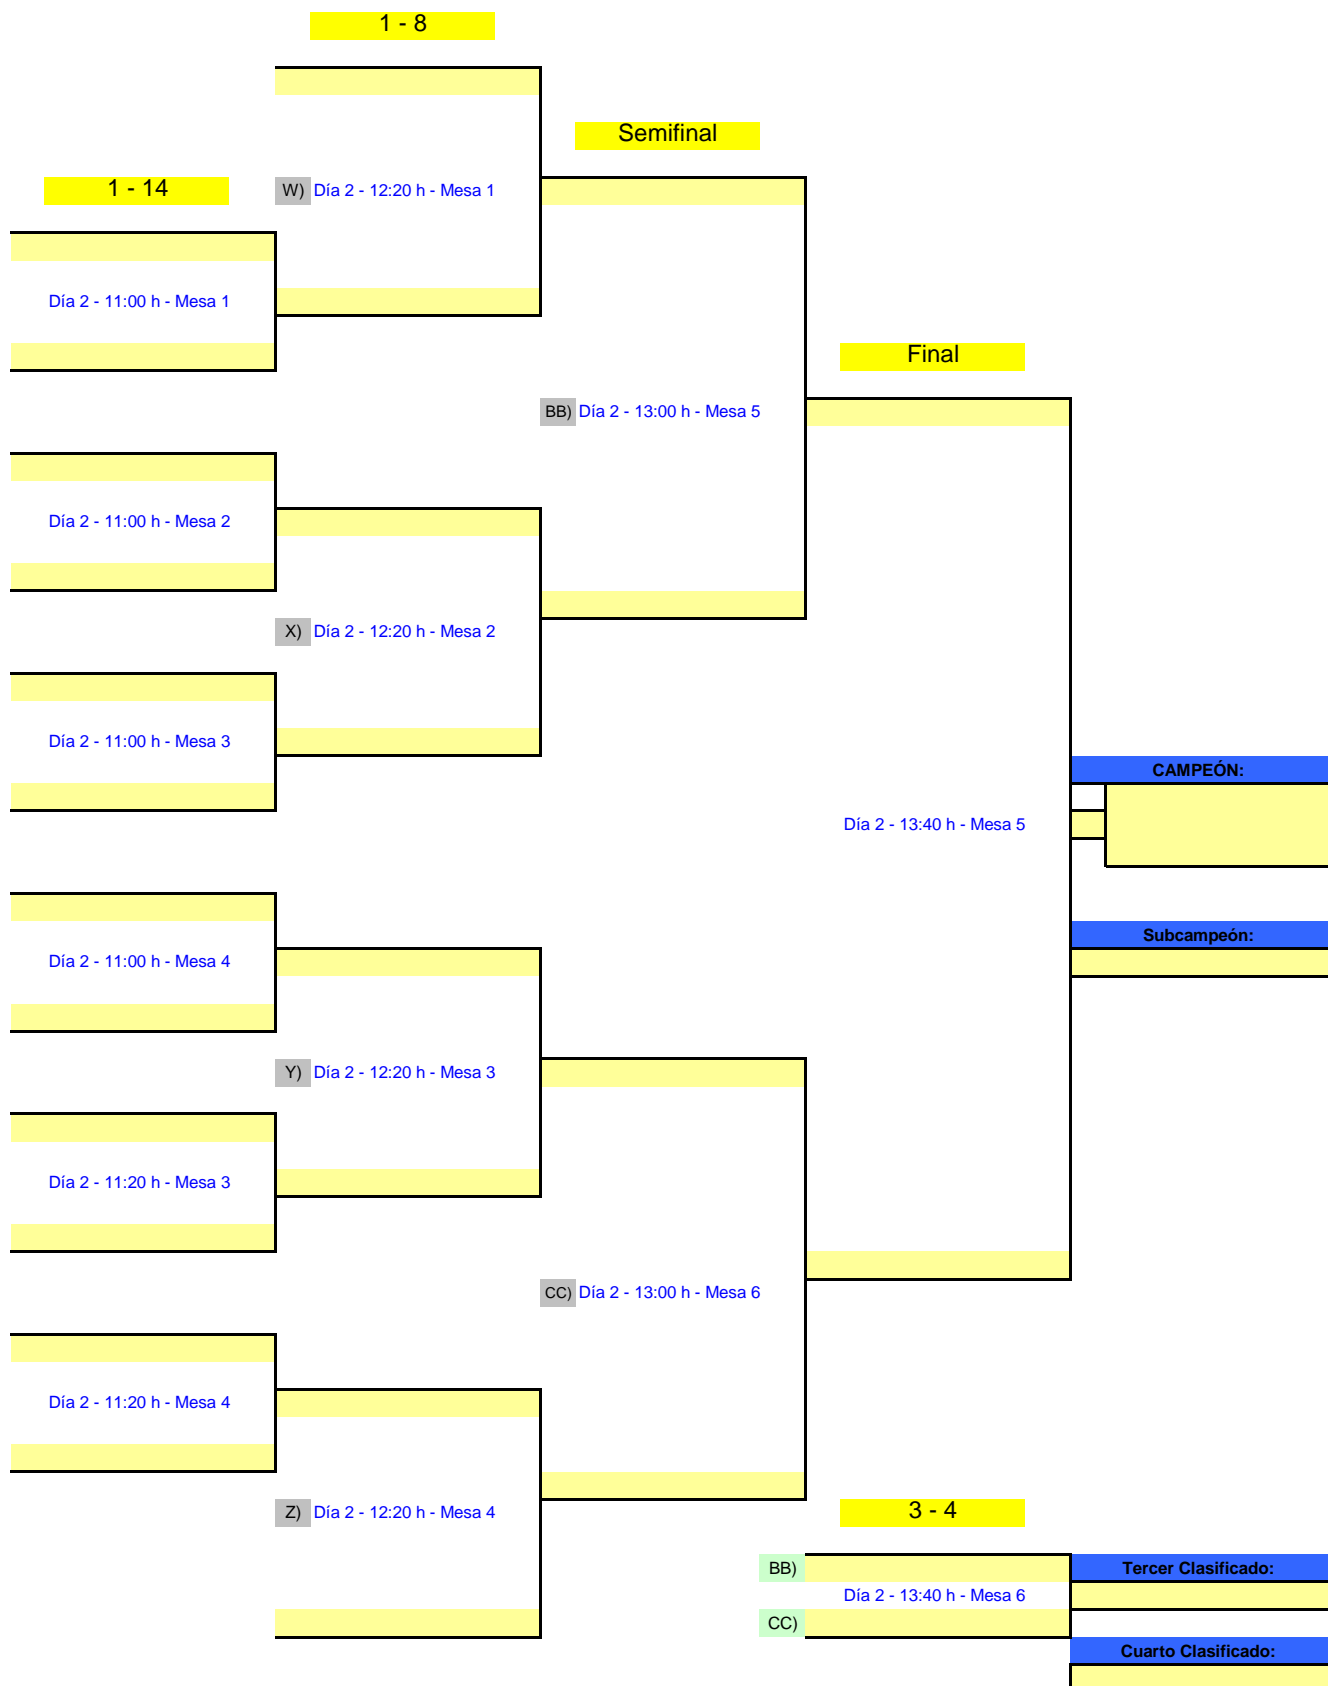 1 - 8
Semifinal
1 - 14
W) Día 2 - 12:20 h - Mesa 1
Día 2 - 11:00 h - Mesa 1
Final
BB) Día 2 - 13:00 h - Mesa 5
Día 2 - 11:00 h - Mesa 2
X) Día 2 - 12:20 h - Mesa 2
Día 2 - 11:00 h - Mesa 3
CAMPEÓN:
Día 2 - 13:40 h - Mesa 5
Subcampeón:
Día 2 - 11:00 h - Mesa 4
Y) Día 2 - 12:20 h - Mesa 3
Día 2 - 11:20 h - Mesa 3
CC) Día 2 - 13:00 h - Mesa 6
Día 2 - 11:20 h - Mesa 4
Z) Día 2 - 12:20 h - Mesa 4
3 - 4
BB)
Tercer Clasificado:
Día 2 - 13:40 h - Mesa 6
CC)
Cuarto Clasificado: